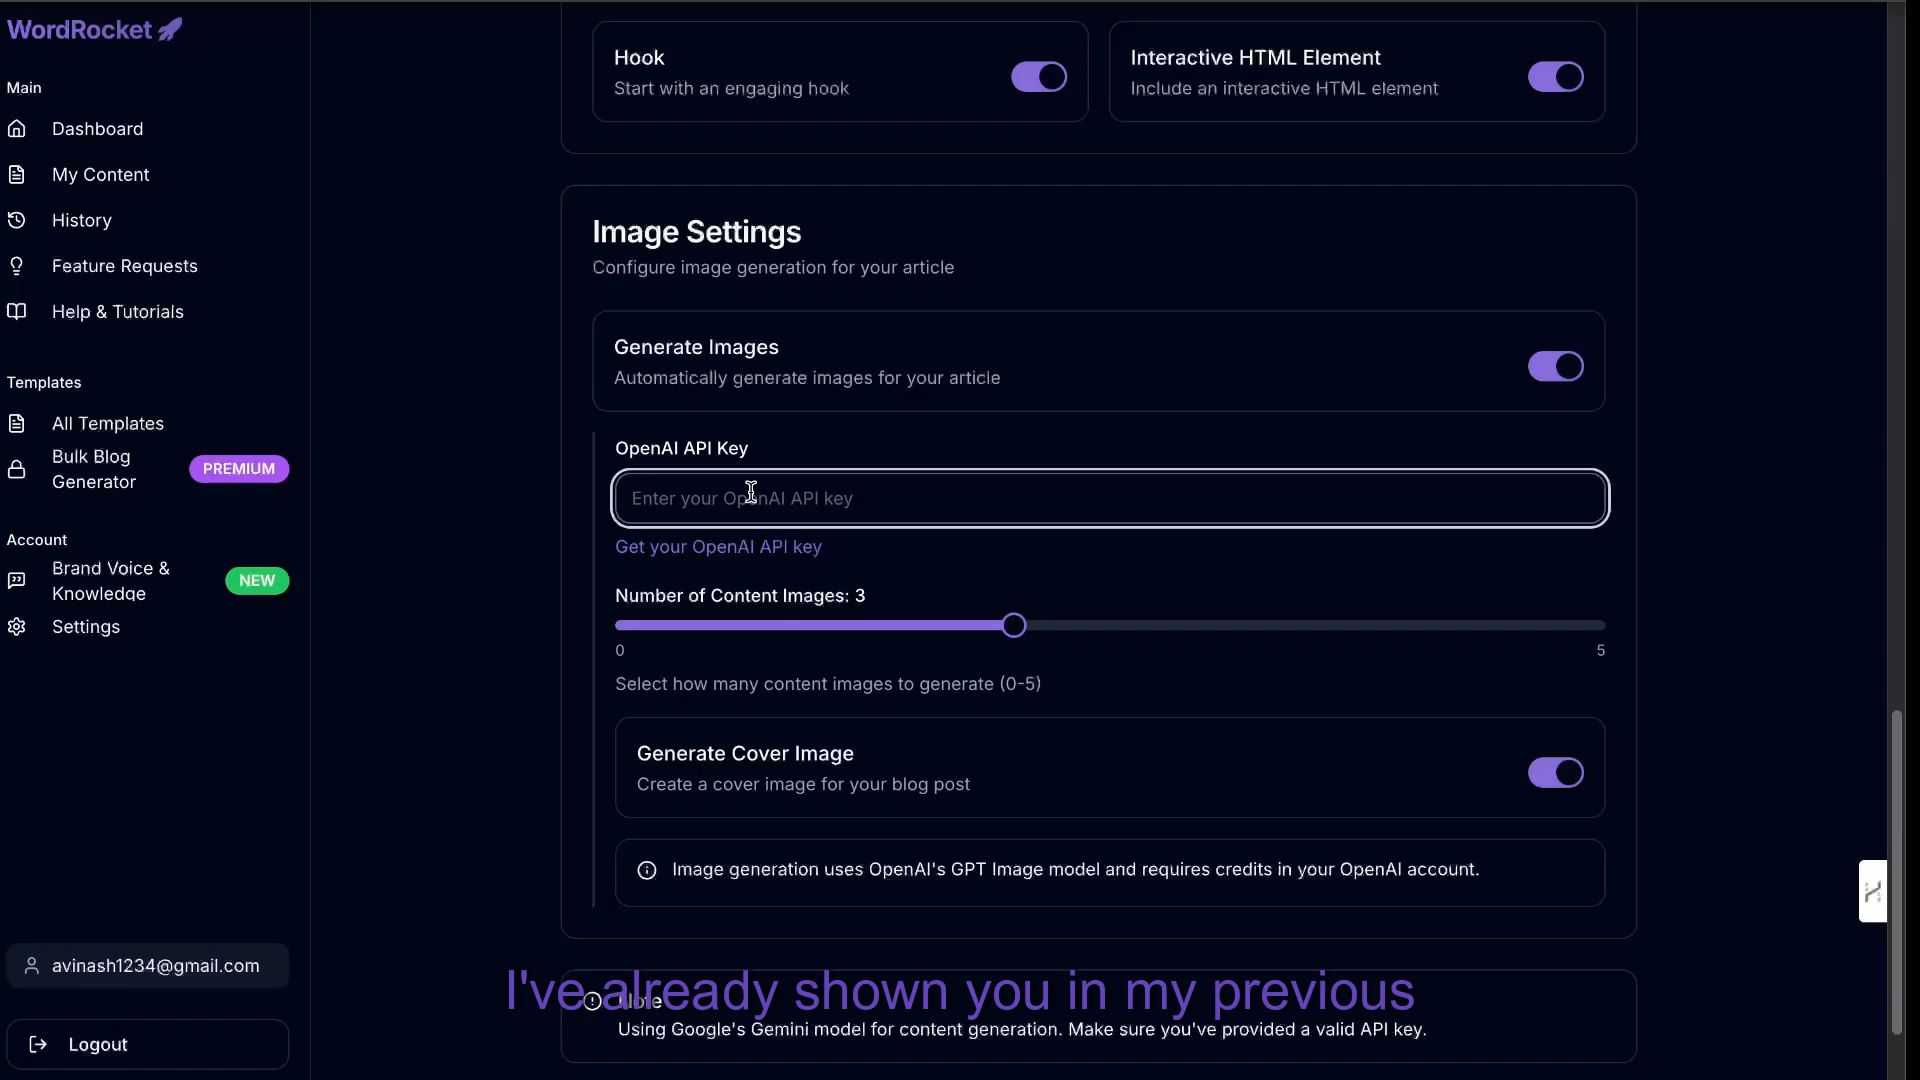 WordRocket
Main
Dashboard
My Content
History
Feature Requests
Help & Tutorials
Templates
All Templates
Bulk Blog
Generator
PREMIUM
Account
Brand Voice &
Knowledge
NEW
Settings
avinash1234@gmail.com
Logout
Hook
Start with an engaging hook
Interactive HTML Element
Include an interactive HTML element
Image Settings
Configure image generation for your article
Generate Images
Automatically generate images for your article
OpenAI API Key
Enter your OpenAI API key
Get your OpenAI API key
Number of Content Images: 3
0
5
Select how many content images to generate (0-5)
Generate Cover Image
Create a cover image for your blog post
Image generation uses OpenAI's GPT Image model and requires credits in your OpenAI account.
I've already shown you in my previous
Note
Using Google's Gemini model for content generation. Make sure you've provided a valid API key.